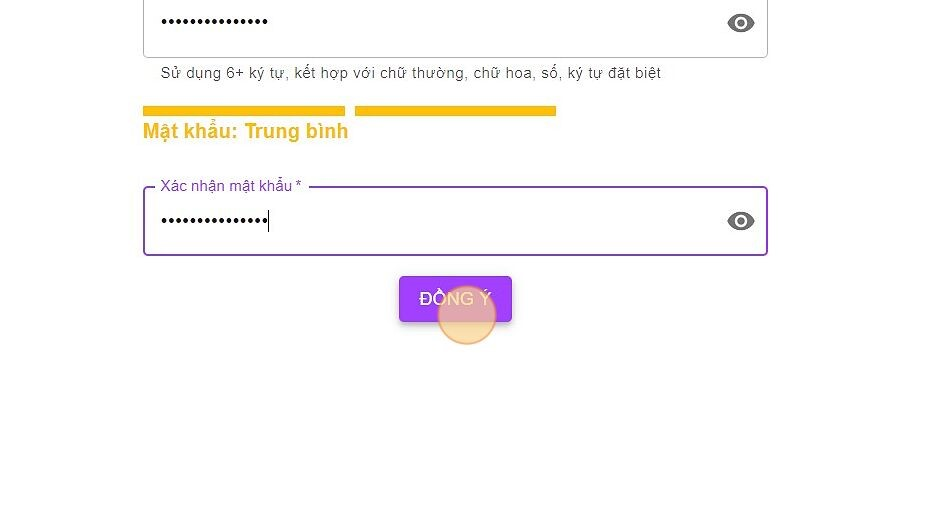 •••••••••••••••
Sử dụng 6+ ký tự, kết hợp với chữ thường, chữ hoa, số, ký tự đặt biệt
Mật khẩu: Trung bình
Xác nhận mật khẩu *
•••••••••••••••
ĐỒNG Ý